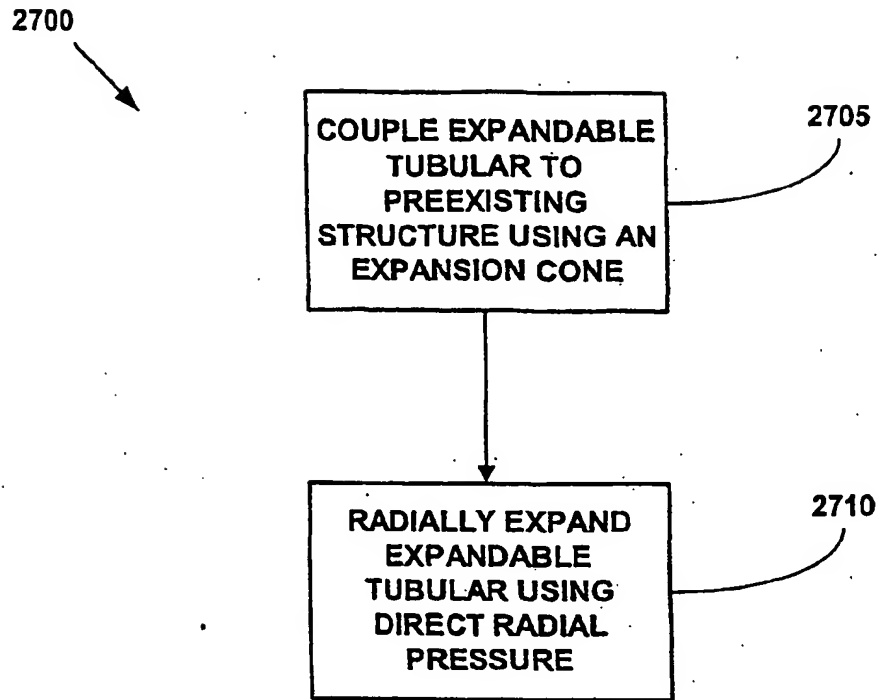 2700
COUPLE EXPANDABLE
TUBULAR TO
PREEXISTING
STRUCTURE USING AN
EXPANSION CONE
2705
RADIALLY EXPAND
EXPANDABLE
TUBULAR USING
DIRECT RADIAL
PRESSURE
2710